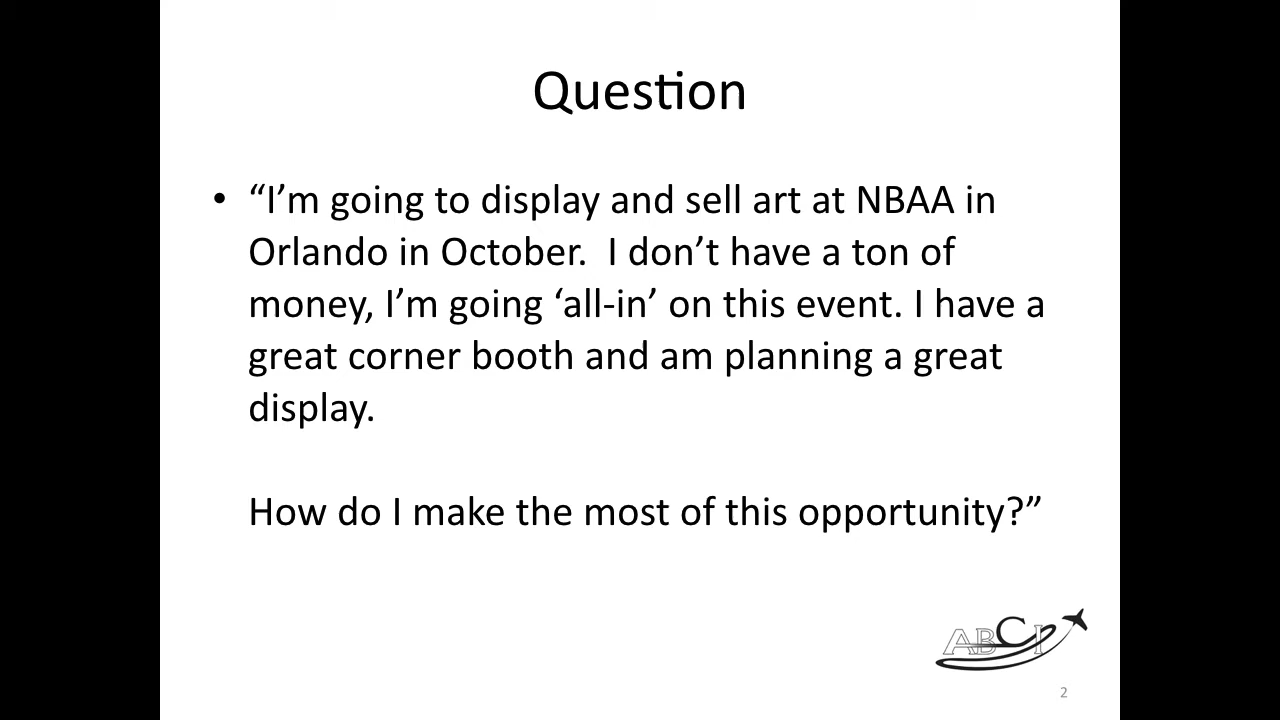 Question
• “I’m going to display and sell art at NBAA in
Orlando in October.  I don’t have a ton of
money, I’m going ‘all-in’ on this event. I have a
great corner booth and am planning a great
display.
How do I make the most of this opportunity?”
ABCI
2